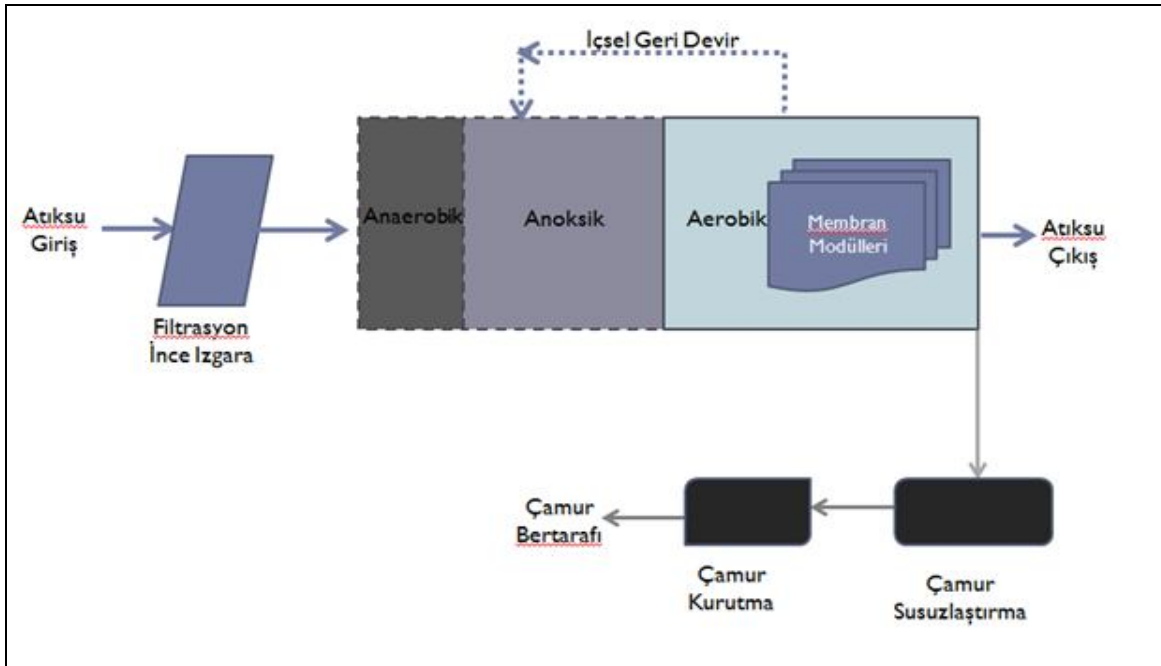 İçsel Geri Devir
Atıksu
Giriş
Filtrasyon
İnce Izgara
Anaerobik
Anoksik
Aerobik
Membran
Modülleri
Atıksu
Çıkış
Çamur
Bertarafı
Çamur
Kurutma
Çamur
Susuzlaştırma